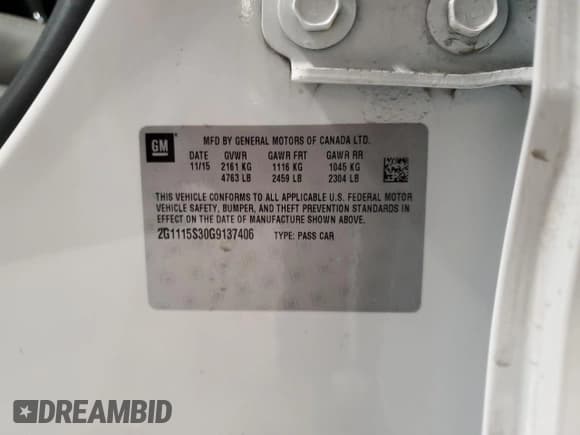 GM
MFD BY GENERAL MOTORS OF CANADA LTD.
DATE GVWR GAWR FRT GAWR RR
11/15 2161 KG 1116 KG 1045 KG
4763 LB 2459 LB 2304 LB
THIS VEHICLE CONFORMS TO ALL APPLICABLE U.S. FEDERAL MOTOR
VEHICLE SAFETY, BUMPER, AND THEFT PREVENTION STANDARDS IN
EFFECT ON THE DATE OF MANUFACTURE SHOWN ABOVE.
2G1115S30G9137406 TYPE: PASS CAR
DREAMBID